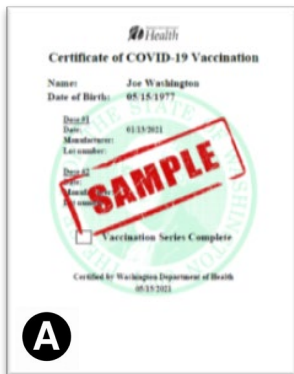 Health
Certificate of COVID-19 Vaccination
Name: Joe Washington
Date of Birth: 05/15/1977
Dose #1
Date: 01/13/2021
Manufacturer:
Lot number:
Dose #2
SAMPLE
Vaccination Series Complete
Certified by Washington Department of Health
05/15/2021
A